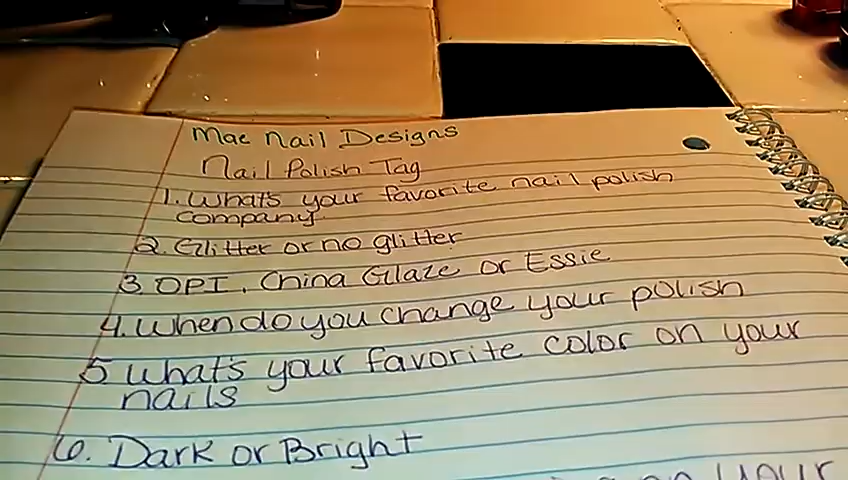 Mae Nail Designs
Nail Polish Tag
1. What's your favorite nail polish
company
2. Glitter or no glitter
3. OPI, China Glaze or Essie
4. When do you change your polish
5 What's your favorite color on your
nails
6. Dark or Bright
on your